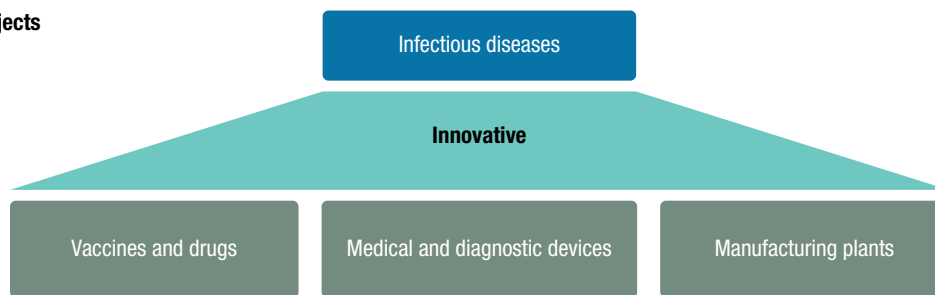 jects
Infectious diseases
Innovative
Vaccines and drugs
Medical and diagnostic devices
Manufacturing plants